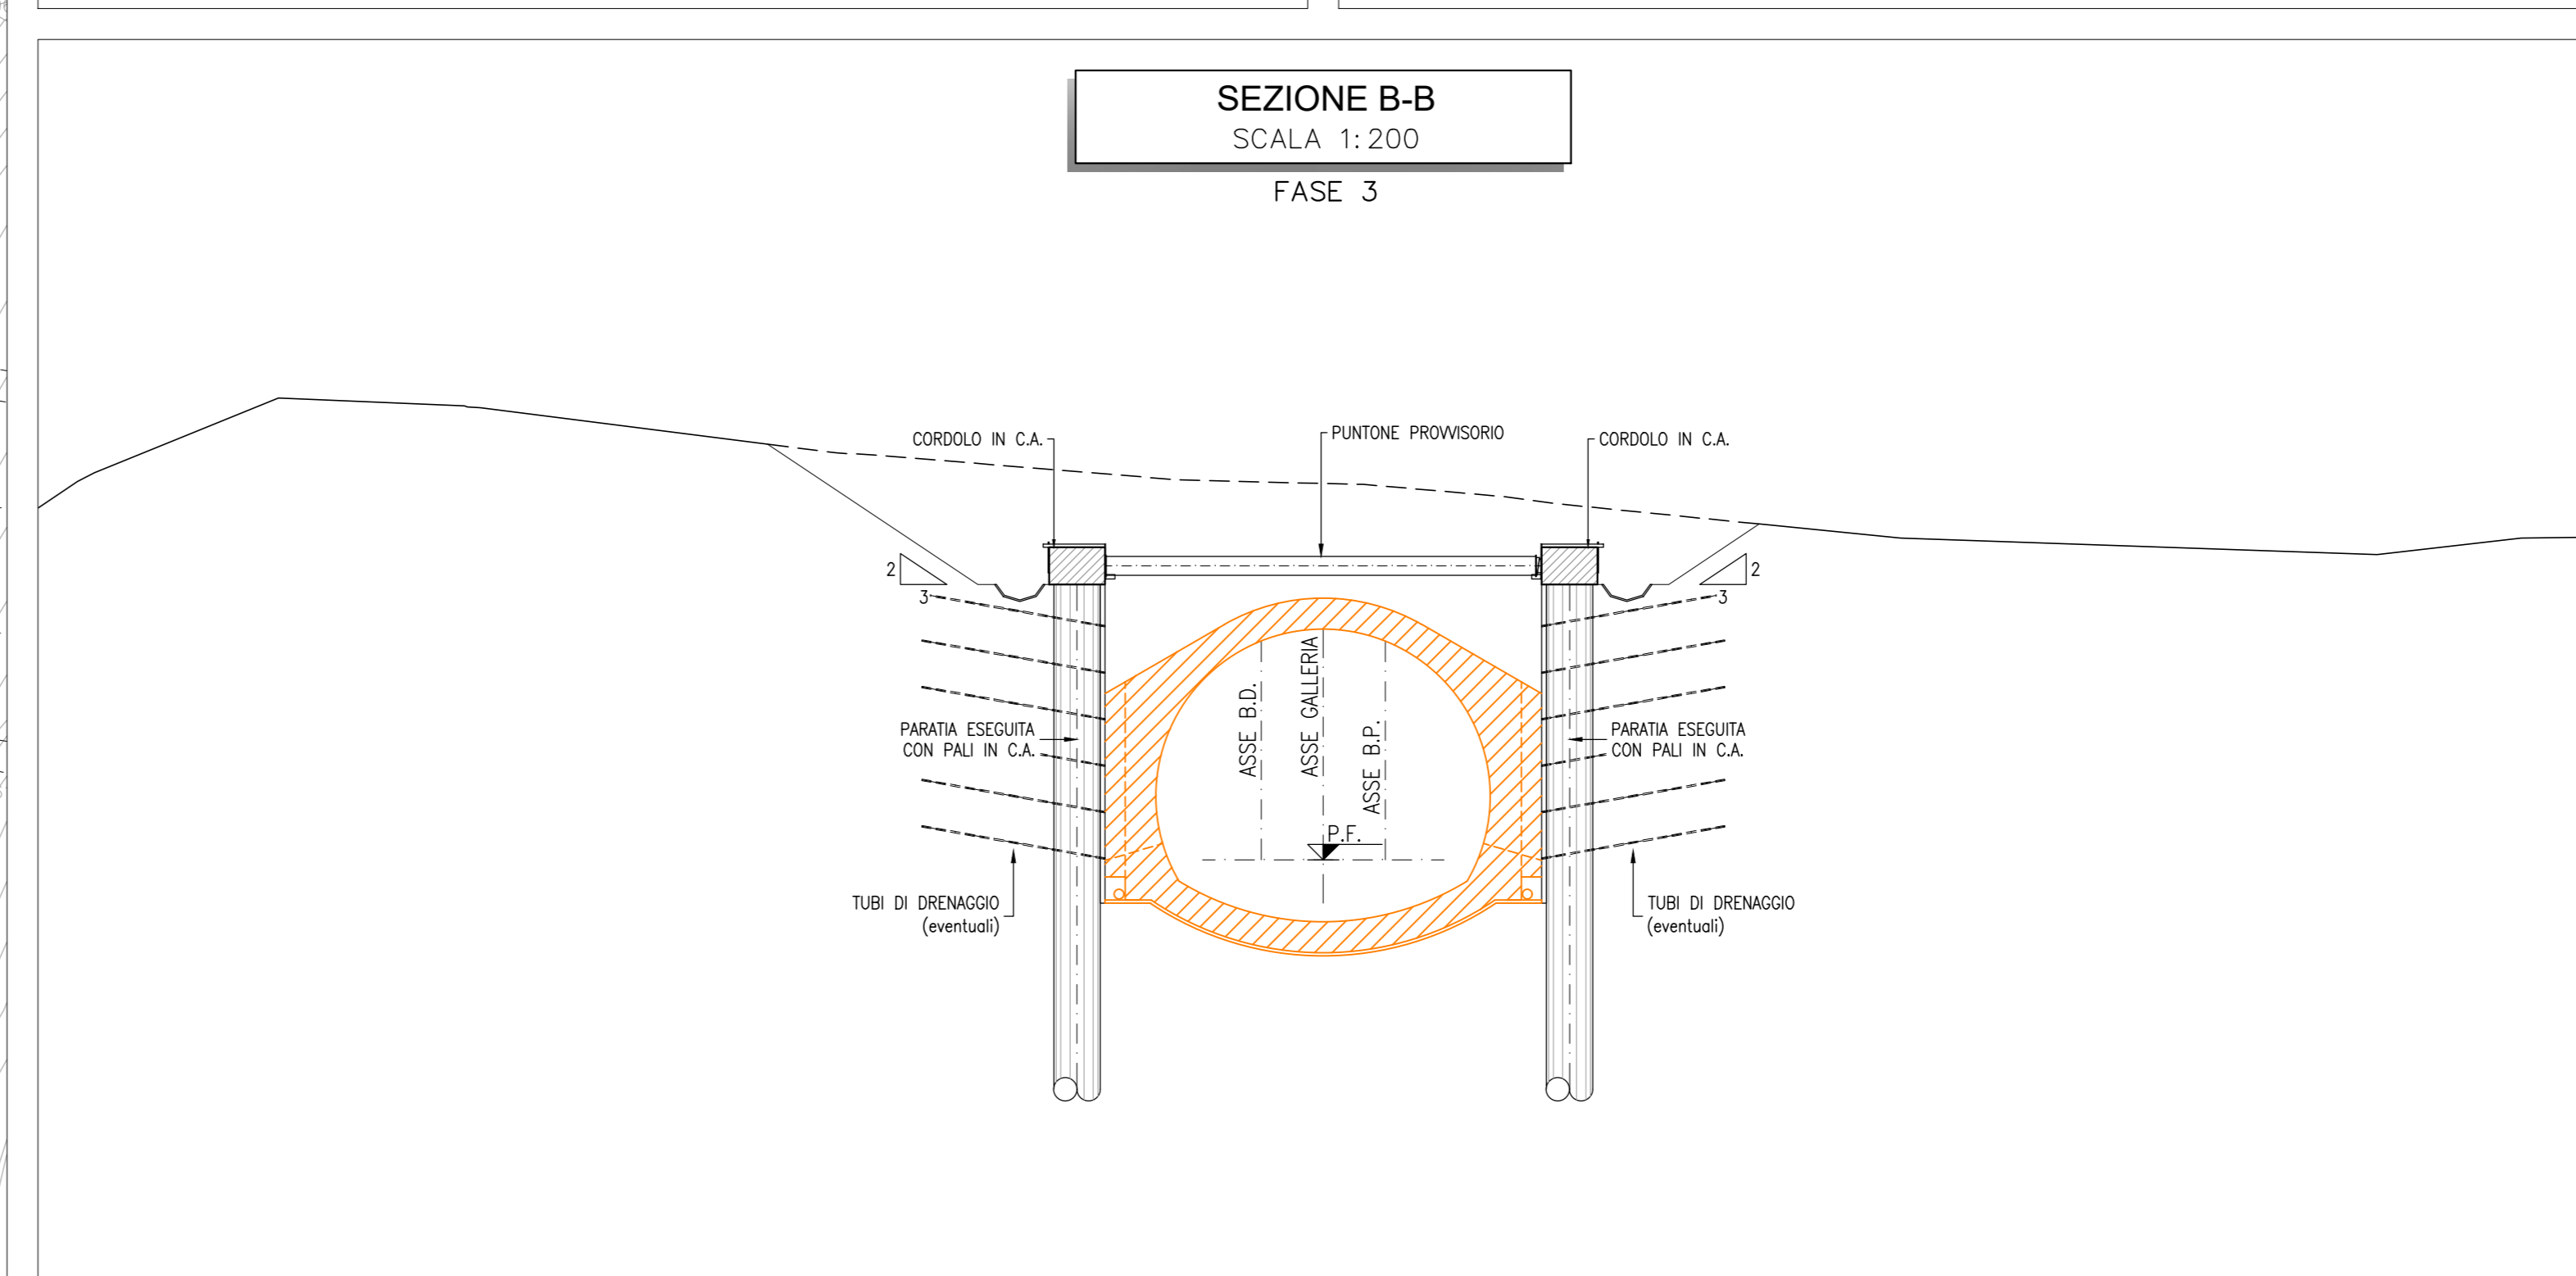 SEZIONE B-B
SCALA 1:200
FASE 3
CORDOLO IN C.A.
PUNTONE PROVVISORIO
CORDOLO IN C.A.
2
3
2
3
PARATIA ESEGUITA
CON PALI IN C.A.
ASSE B.D.
ASSE GALLERIA
ASSE B.P.
PARATIA ESEGUITA
CON PALI IN C.A.
P.F.
TUBI DI DRENAGGIO
(eventuali)
TUBI DI DRENAGGIO
(eventuali)